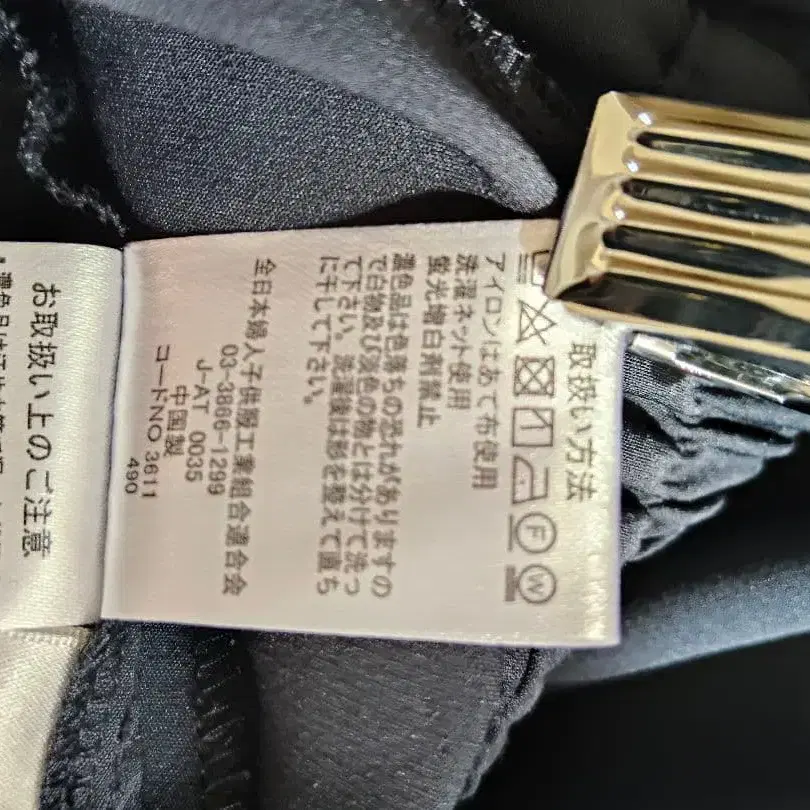 取扱い方法
アイロンはあて布使用
洗濯ネット使用
蛍光増白剤禁止
濃色品は色落ちの恐れがありますの
で白物及び淡色の物とは分けて洗っ
て下さい。洗濯後は形を整えて直ち
に干して下さい。
全日本婦人子供服工業組合連合会
03-3866-1299
J-AT 0035
中国製
コードNO 3611
490
お取扱い上のご注意